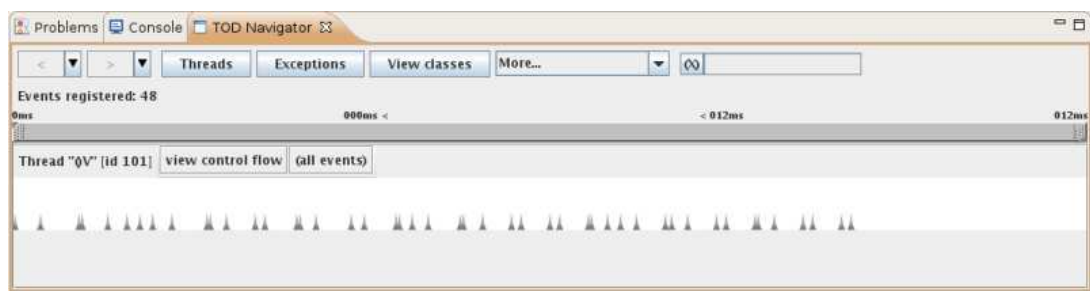 Problems Console TOD Navigator
< > Threads Exceptions View classes More...
Events registered: 48
0ms 000ms < < 012ms 012ms
Thread "◊V" [id 101] view control flow (all events)